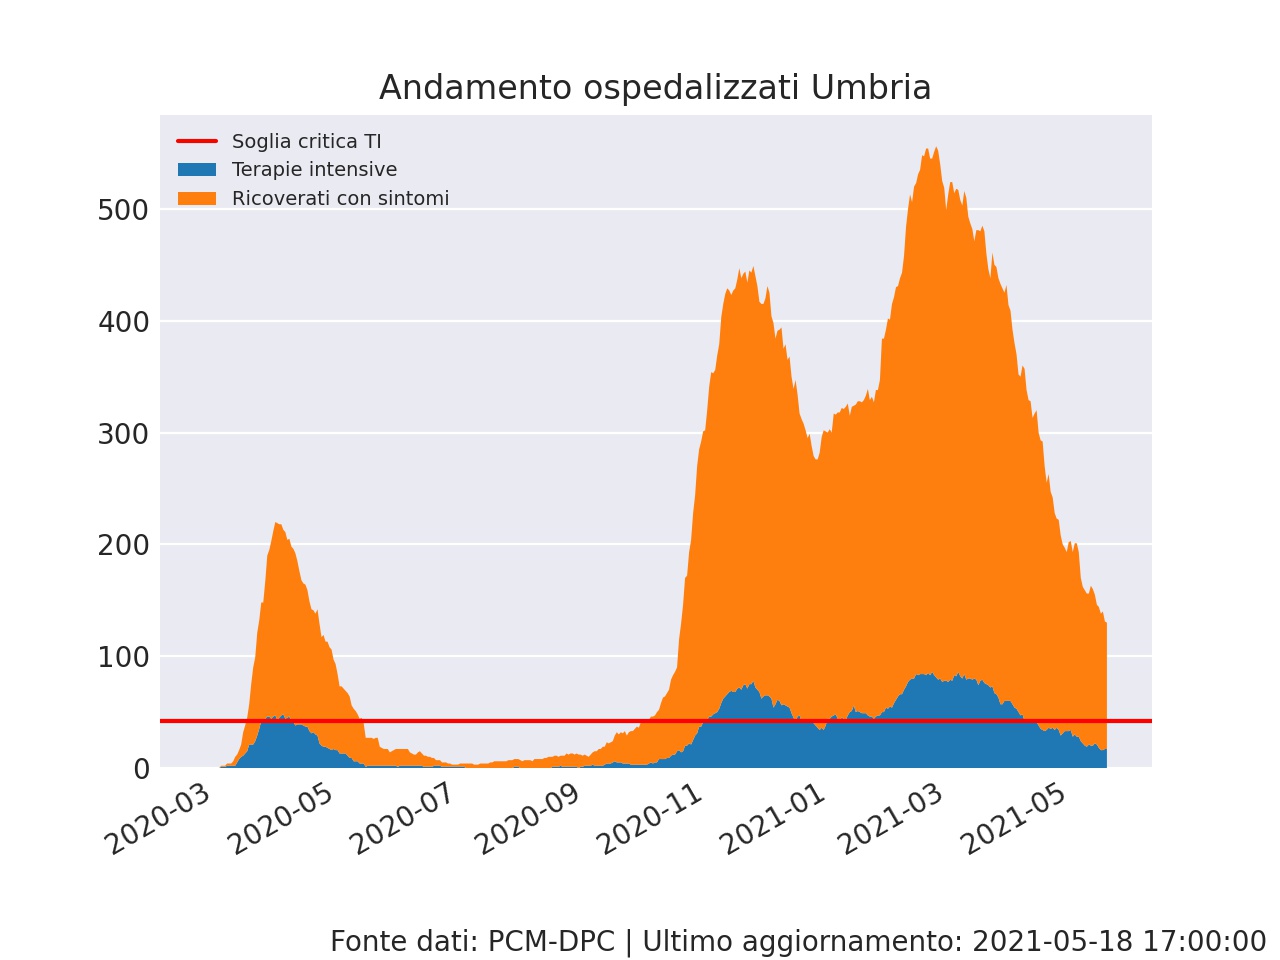 Andamento ospedalizzati Umbria
Soglia critica TI
Terapie intensive
Ricoverati con sintomi
500
400
300
200
100
0
2020-03
2020-05
2020-07
2020-09
2020-11
2021-01
2021-03
2021-05
Fonte dati: PCM-DPC | Ultimo aggiornamento: 2021-05-18 17:00:00